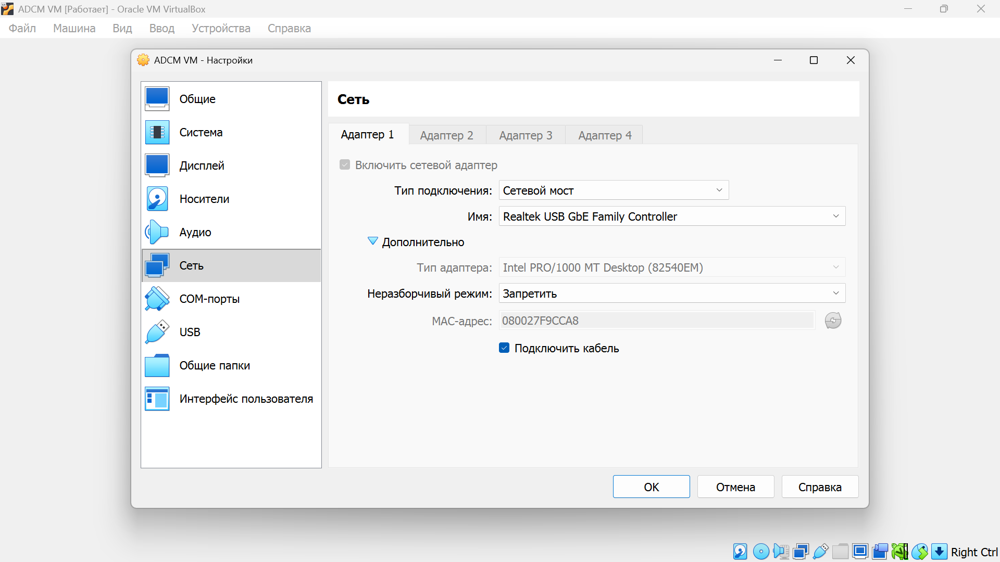 ADCM VM [Работает] - Oracle VM VirtualBox
Файл Машина Вид Ввод Устройства Справка
ADCM VM - Настройки
Общие
Система
Дисплей
Носители
Аудио
Сеть
COM-порты
USB
Общие папки
Интерфейс пользователя
Сеть
Адаптер 1 Адаптер 2 Адаптер 3 Адаптер 4
Включить сетевой адаптер
Тип подключения: Сетевой мост
Имя: Realtek USB GbE Family Controller
Дополнительно
Тип адаптера: Intel PRO/1000 MT Desktop (82540EM)
Неразборчивый режим: Запретить
MAC-адрес: 080027F9CCA8
Подключить кабель
OK Отмена Справка
Right Ctrl